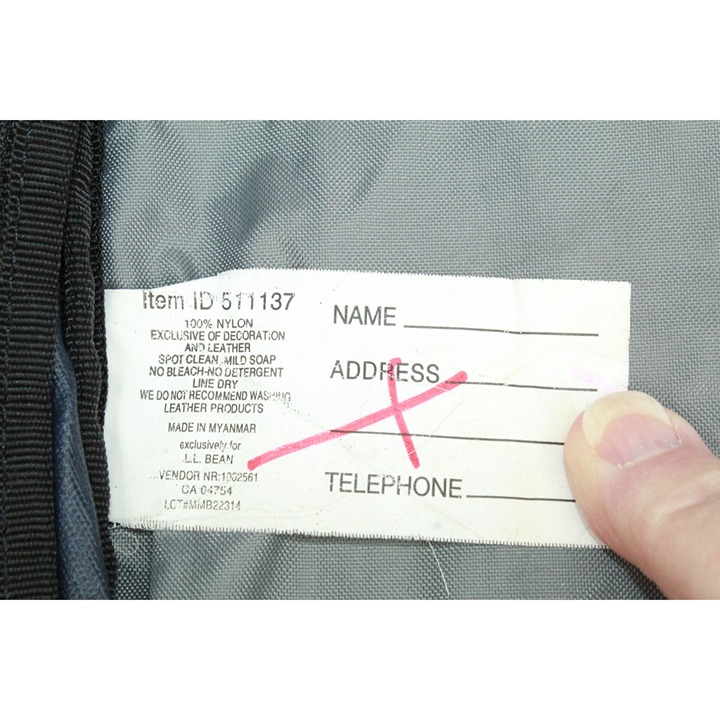 Item ID 511137
100% NYLON
EXCLUSIVE OF DECORATION
AND LEATHER
SPOT CLEAN, MILD SOAP
NO BLEACH-NO DETERGENT
LINE DRY
WE DO NOT RECOMMEND WASHING
LEATHER PRODUCTS
MADE IN MYANMAR
exclusively for
L.L. BEAN
VENDOR NR:1002561
CA 04754
LOT#MMB22314
NAME
ADDRESS
TELEPHONE